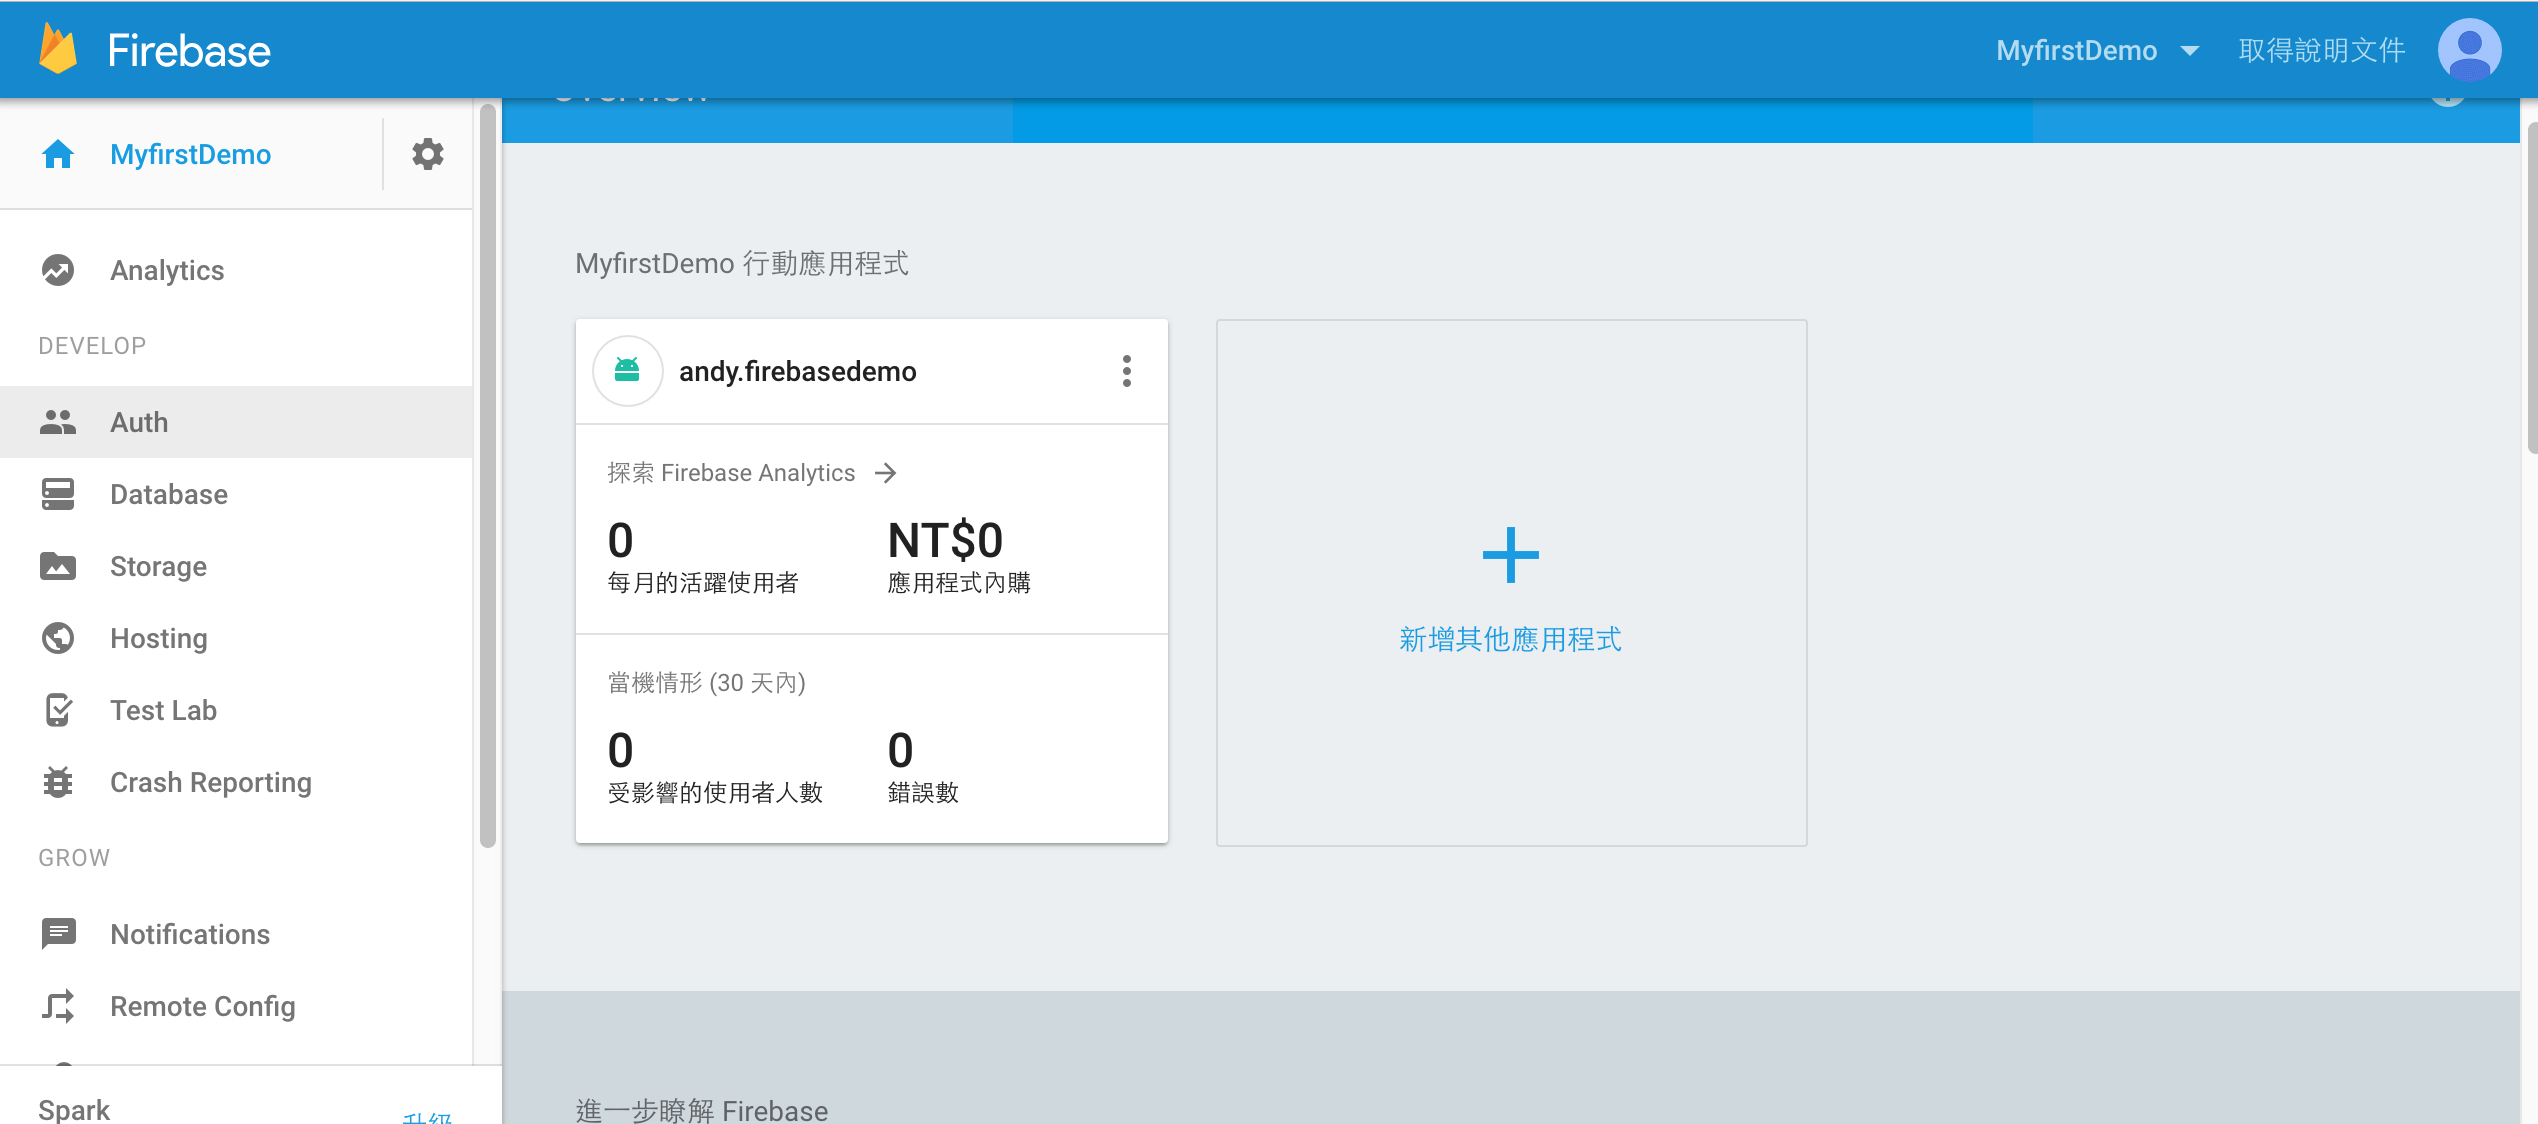 Firebase
MyfirstDemo
取得說明文件
Overview
MyfirstDemo
Analytics
DEVELOP
Auth
Database
Storage
Hosting
Test Lab
Crash Reporting
GROW
Notifications
Remote Config
Spark
升級
MyfirstDemo 行動應用程式
andy.firebasedemo
探索 Firebase Analytics
0
每月的活躍使用者
NT$0
應用程式內購
當機情形 (30 天內)
0
受影響的使用者人數
0
錯誤數
新增其他應用程式
進一步瞭解 Firebase